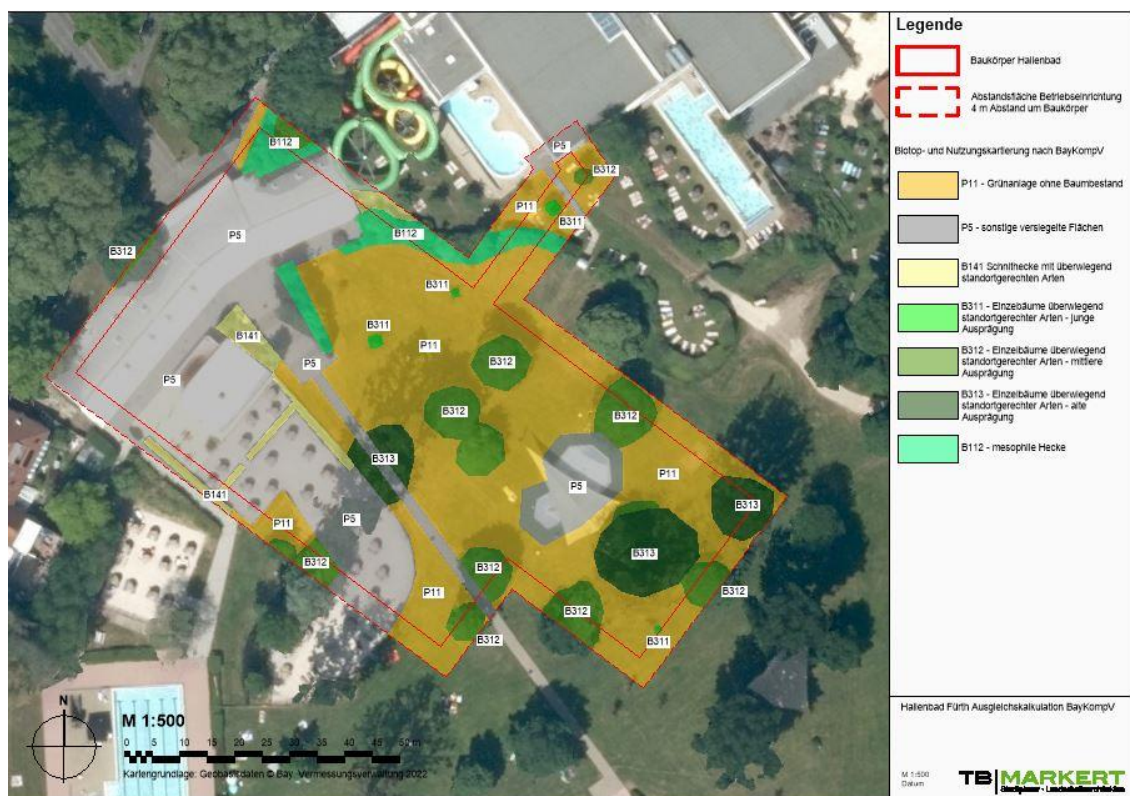 Legende
Baukörper Hallenbad
Abstandsfläche Betriebseinrichtung
4 m Abstand um Baukörper
Biotop- und Nutzungskartierung nach BayKompV
P11 - Grünanlage ohne Baumbestand
P5 - sonstige versiegelte Flächen
B141 Schnitthecke mit überwiegend
standortgerechten Arten
B311 - Einzelbäume überwiegend
standortgerechter Arten - junge
Ausprägung
B312 - Einzelbäume überwiegend
standortgerechter Arten -
mittlere
Ausprägung
B313 - Einzelbäume überwiegend
standortgerechter Arten - alte
Ausprägung
B112 - mesophile Hecke
B112
P5
B312
P11
B311
P5
B112
B312
B311
B311
P11
B141
P5
P5
B312
B312
B312
B313
P11
P5
B313
B141
P5
P11
B313
B312
B312
P11
B312
B312
B312
B311
N
M 1:500
0 5 10 15 20 25 30 35 40 45 50 m
Kartengrundlage: Geobasisdaten © Bay. Vermessungsverwaltung 2022
Hallenbad Fürth Ausgleichskalkulation BayKompV
M 1:500
Datum
TB|MARKERT
Stadtplaner · Landschaftsarchitekten